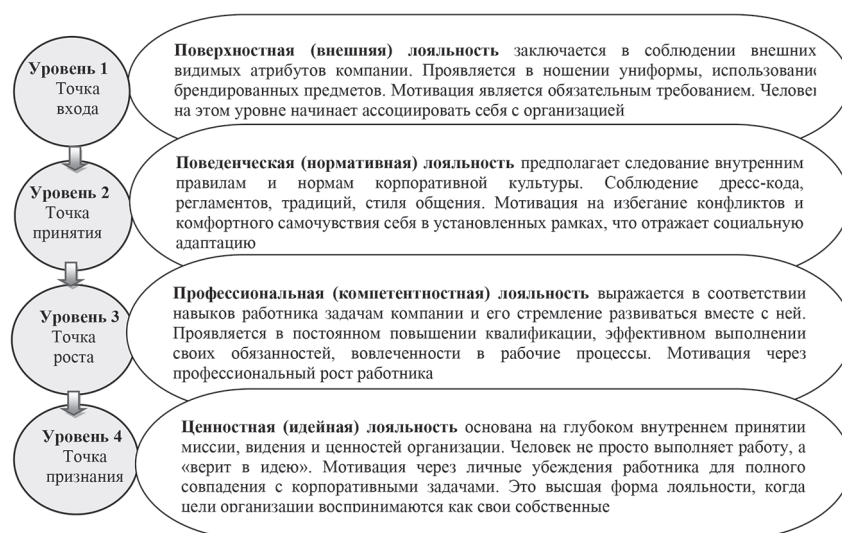 Уровень 1
Точка
входа
Поверхностная (внешняя) лояльность заключается в соблюдении внешних
видимых атрибутов компании. Проявляется в ношении униформы, использовани
брендированных предметов. Мотивация является обязательным требованием. Человек
на этом уровне начинает ассоциировать себя с организацией
Уровень 2
Точка
принятия
Поведенческая (нормативная) лояльность предполагает следование внутренним
правилам и нормам корпоративной культуры. Соблюдение дресс-кода,
регламентов, традиций, стиля общения. Мотивация на избегание конфликтов и
комфортного самочувствия себя в установленных рамках, что отражает социальную
адаптацию
Уровень 3
Точка
роста
Профессиональная (компетентностная) лояльность выражается в соответствии
навыков работника задачам компании и его стремление развиваться вместе с ней.
Проявляется в постоянном повышении квалификации, эффективном выполнении
своих обязанностей, вовлеченности в рабочие процессы. Мотивация через
профессиональный рост работника
Уровень 4
Точка
признания
Ценностная (идейная) лояльность основана на глубоком внутреннем принятии
миссии, видения и ценностей организации. Человек не просто выполняет работу, а
«верит в идею». Мотивация через личные убеждения работника для полного
совпадения с корпоративными задачами. Это высшая форма лояльности, когда
цели организации воспринимаются как свои собственные